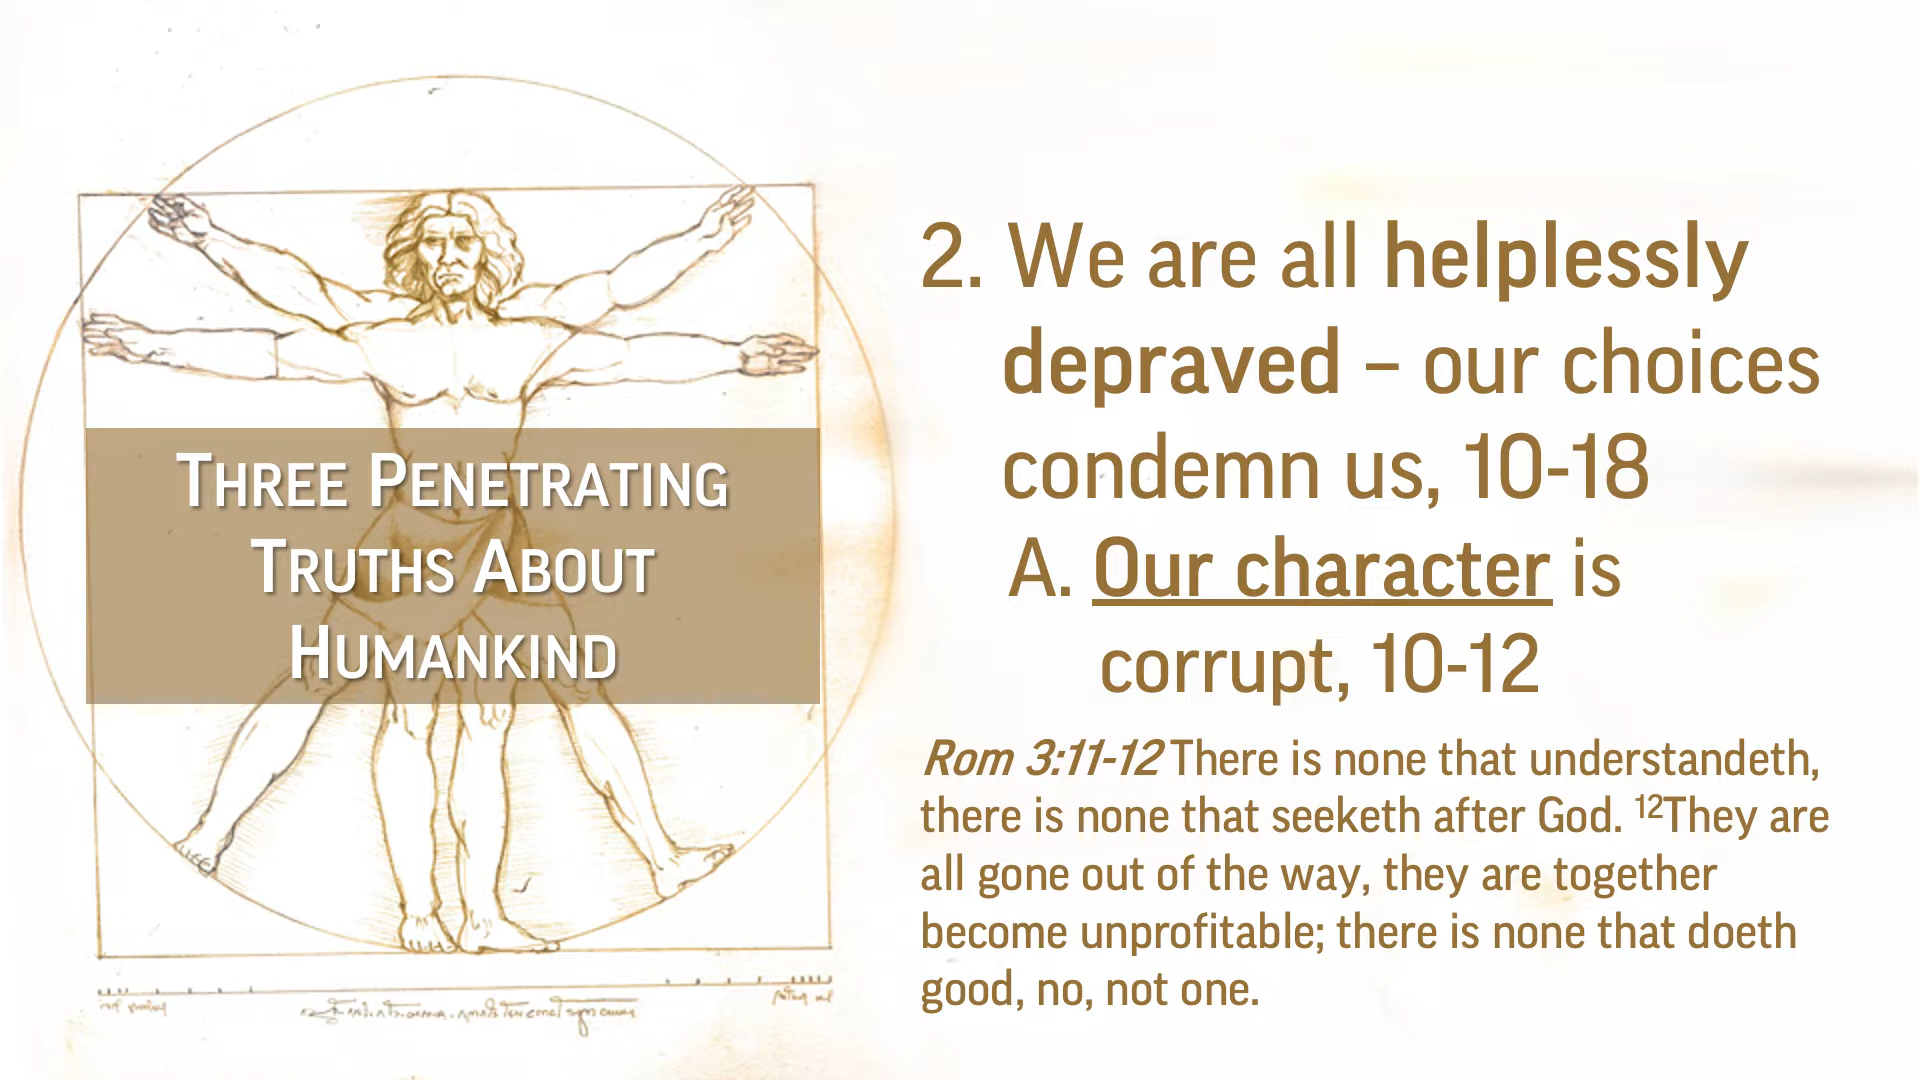 THREE PENETRATING
TRUTHS ABOUT
HUMANKIND
2. We are all helplessly
depraved – our choices
condemn us, 10-18
A. Our character is
corrupt, 10-12
Rom 3:11-12 There is none that understandeth,
there is none that seeketh after God. ¹²They are
all gone out of the way, they are together
become unprofitable; there is none that doeth
good, no, not one.